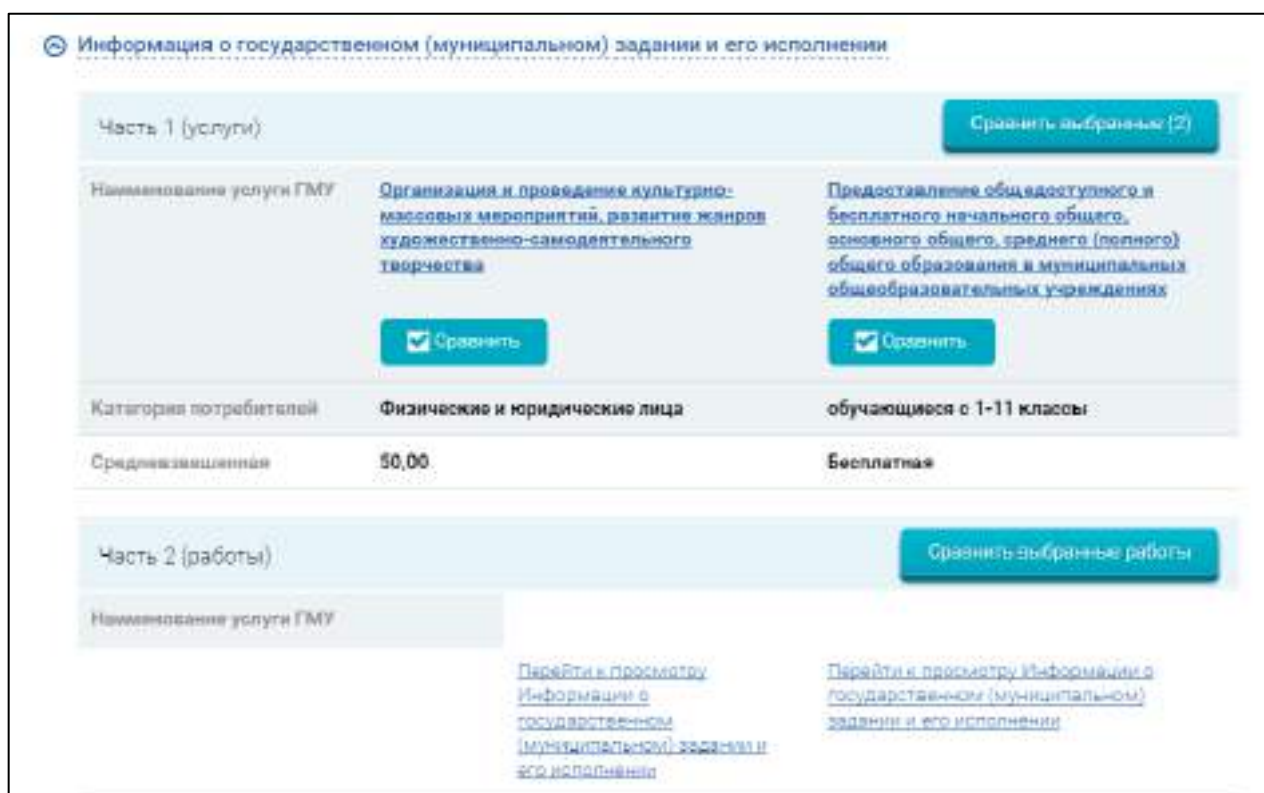 Информация о государственном (муниципальном) задании и его исполнении
Часть 1 (услуги)
Сравнить выбранные (2)
Наименование услуги ГМУ
Организация и проведение культурно-
массовых мероприятий, развитие жанров
художественно-самодеятельного
творчества
Сравнить
Предоставление общедоступного и
бесплатного начального общего,
основного общего, среднего (полного)
общего образования в муниципальных
общеобразовательных учреждениях
Сравнить
Категория потребителей
Физические и юридические лица
обучающиеся с 1-11 классы
Средневзвешенная
50,00
Бесплатная
Часть 2 (работы)
Сравнить выбранные работы
Наименование услуги ГМУ
Перейти к просмотру
Информации о
государственном
(муниципальном) задании и
его исполнении
Перейти к просмотру Информации о
государственном (муниципальном)
задании и его исполнении